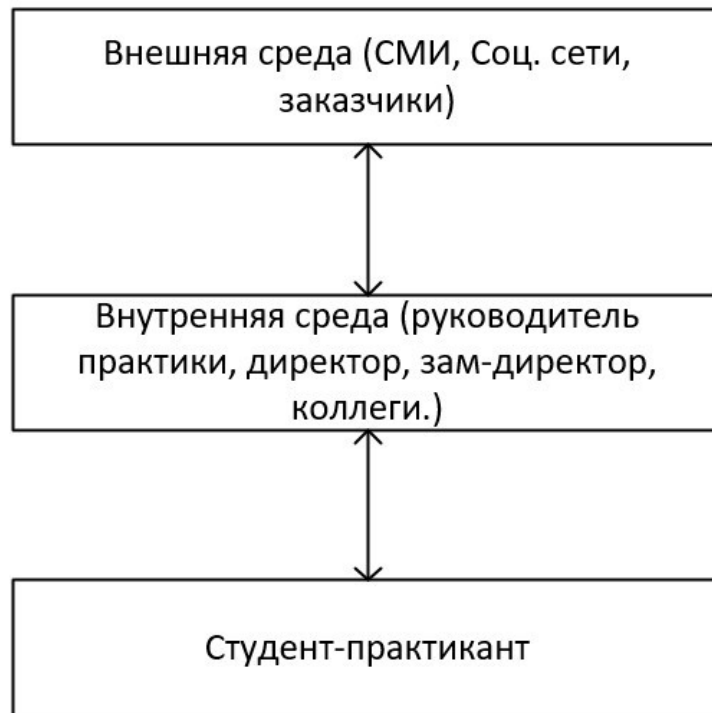 Внешняя среда (СМИ, Соц. сети,
заказчики)
Внутренняя среда (руководитель
практики, директор, зам-директор,
коллеги.)
Студент-практикант